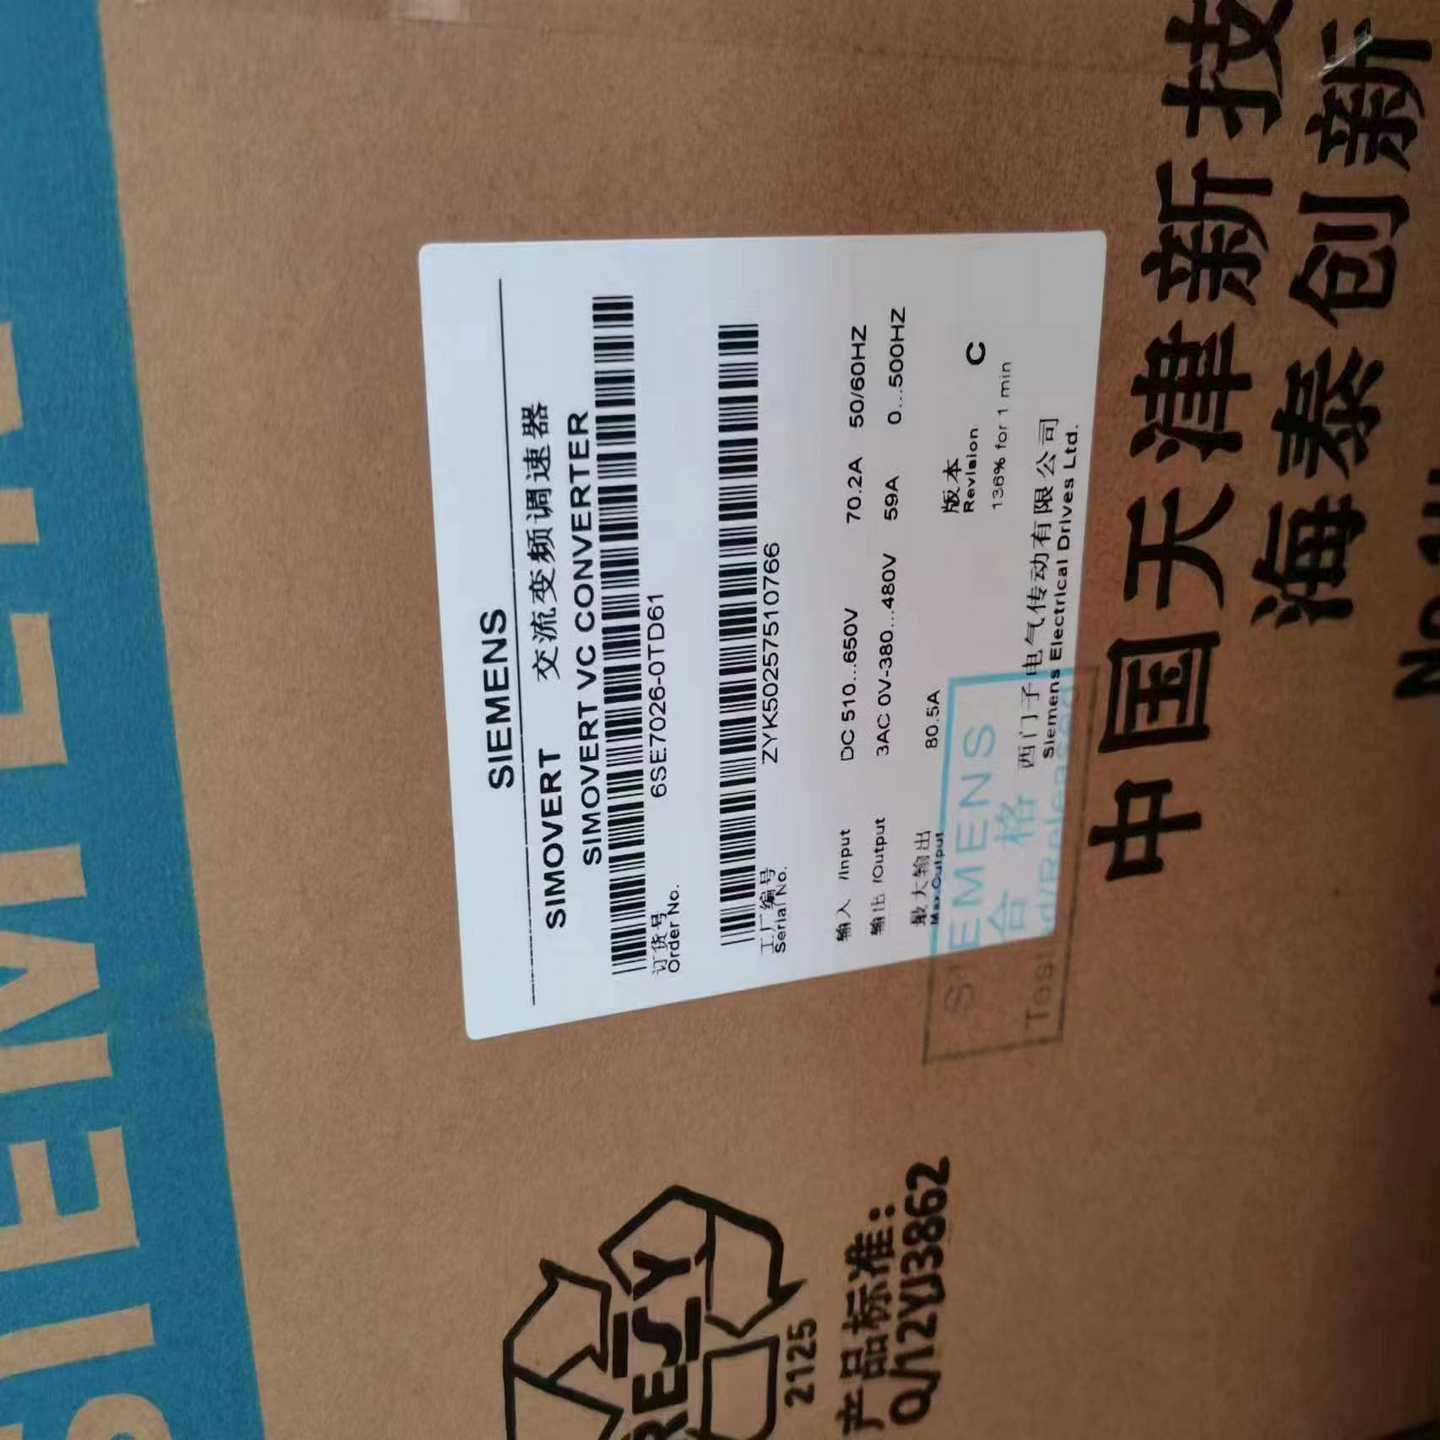 SIEMENS
SIEMENS
SIMOVERT 交流变频调速器
SIMOVERT VC CONVERTER
订货号 6SE7026-0TD61
Order No.
工厂编号 ZYK50257510766
Serial No.
输入 /Input DC 510...650V 70.2A 50/60HZ
输出 /Output 3AC 0V-380...480V 59A 0...500HZ
最大输出 80.5A 版本
Max.Output Revision C
136% for 1 min
西门子电气传动有限公司
Siemens Electrical Drives Ltd.
SIEMENS
合格
中国天津新技
海泰创新
RESY
2125
产品标准:
Q/12YJ3862